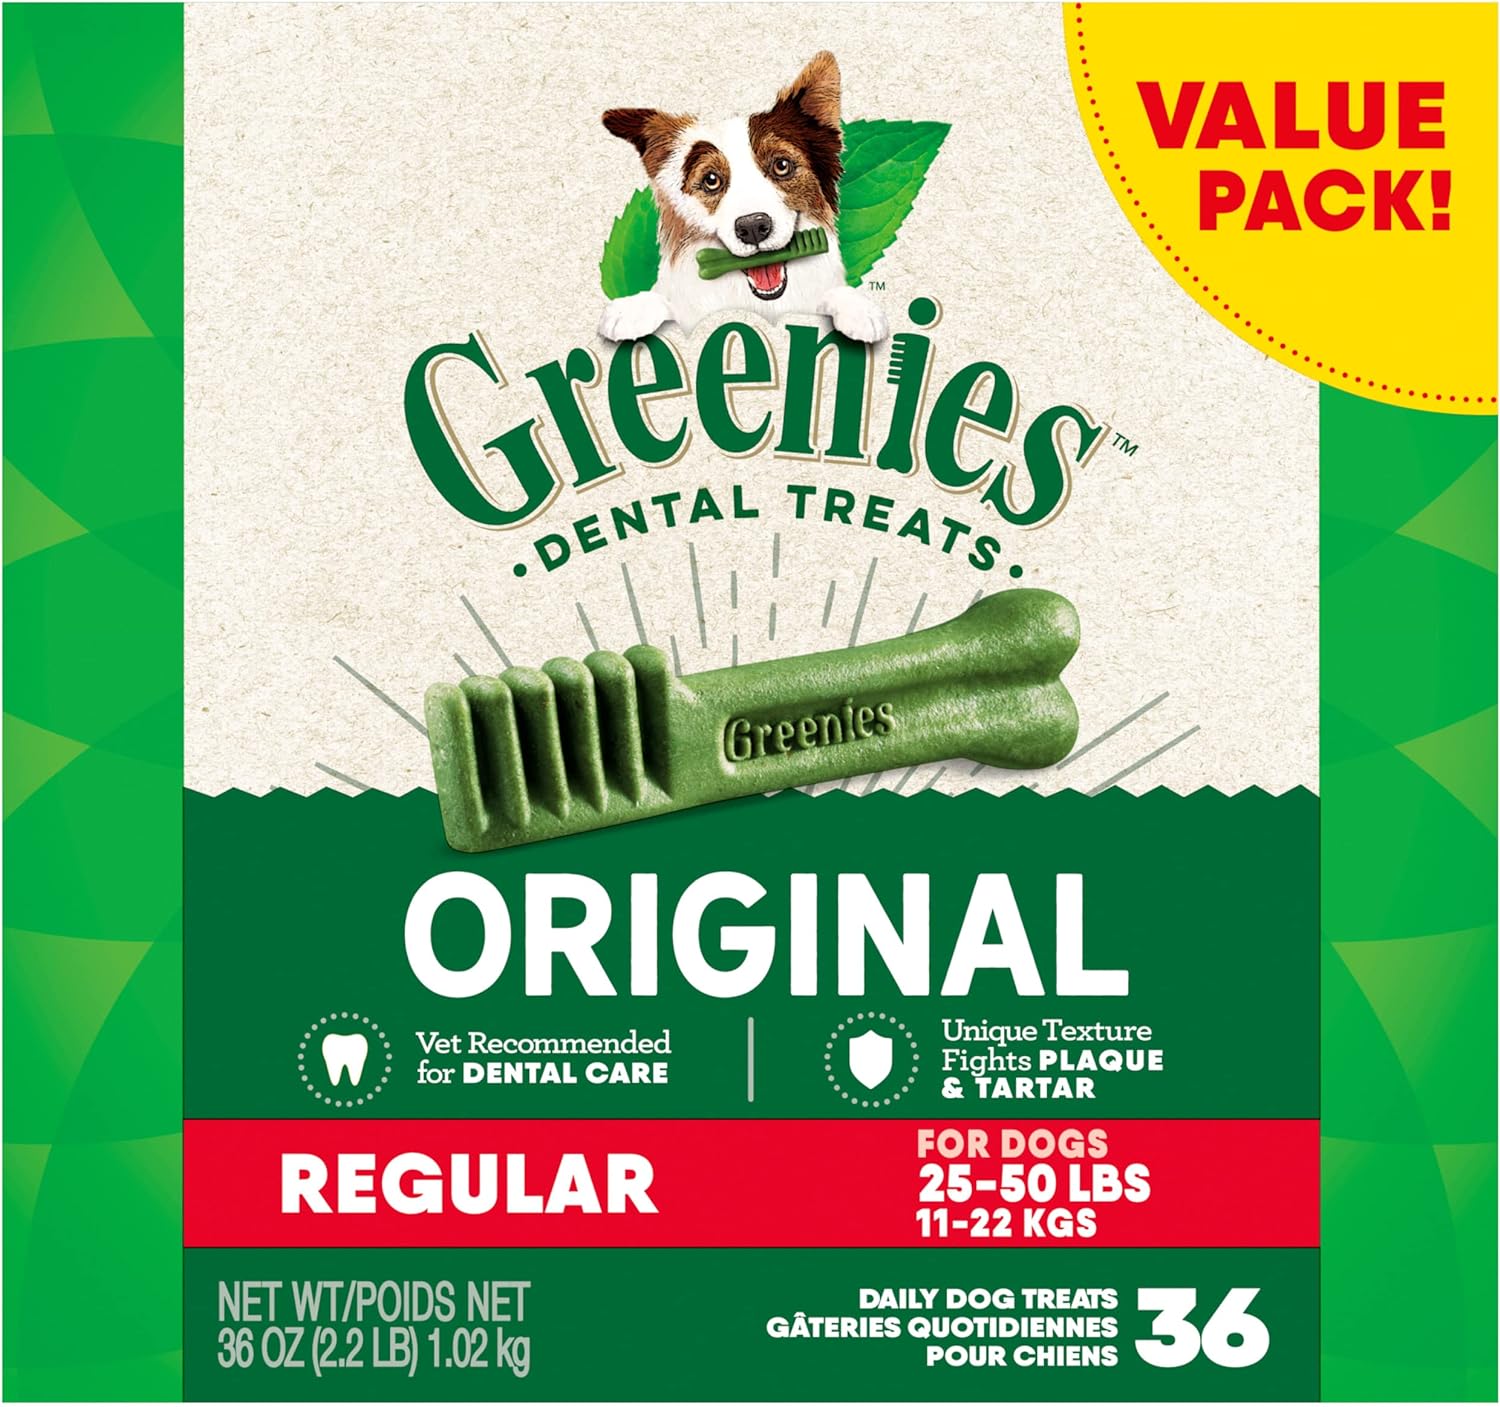 VALUE
PACK!
™
Greenies™
·DENTAL TREATS·
Greenies
ORIGINAL
Vet Recommended
for DENTAL CARE
Unique Texture
Fights PLAQUE
& TARTAR
REGULAR
FOR DOGS
25-50 LBS
11-22 KGS
NET WT/POIDS NET
36 OZ (2.2 LB) 1.02 kg
DAILY DOG TREATS
GÂTERIES QUOTIDIENNES
POUR CHIENS
36